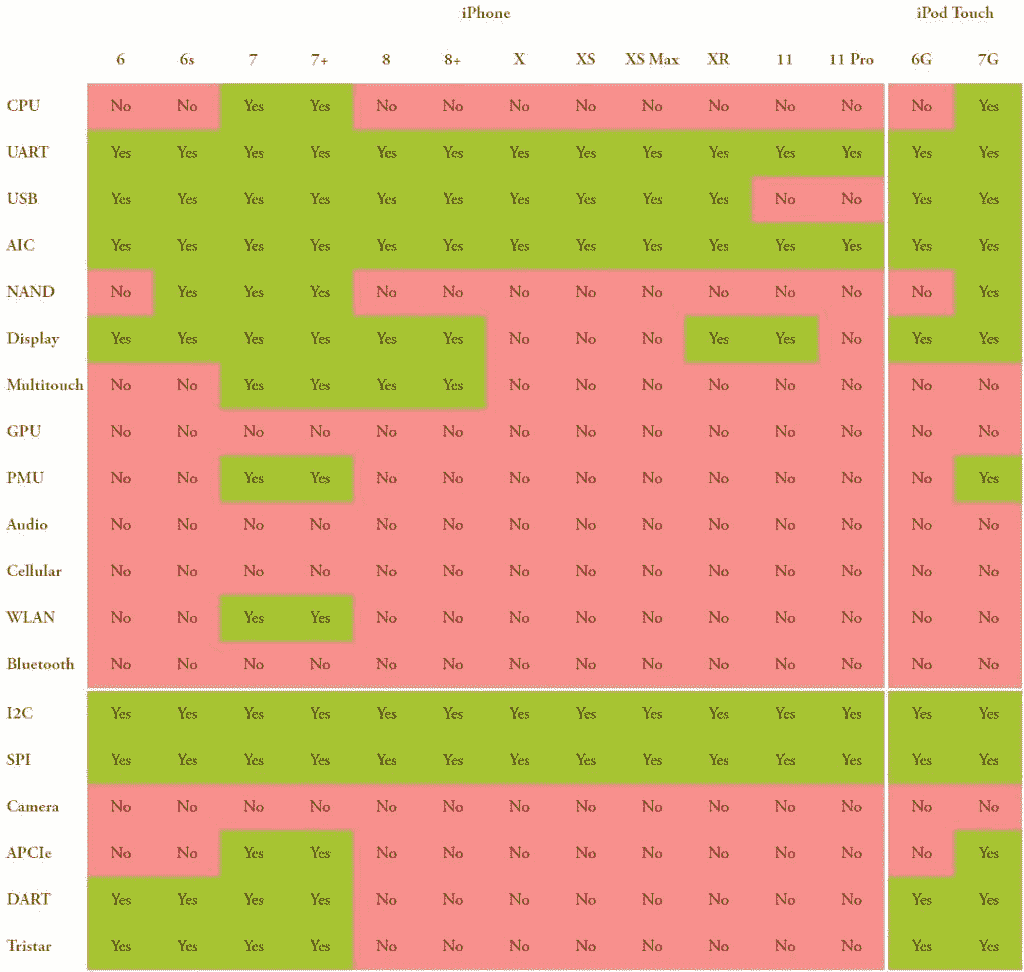 iPhone iPod Touch
6 6s 7 7+ 8 8+ X XS XS Max XR 11 11 Pro 6G 7G
CPU No No Yes Yes No No No No No No No No No Yes
UART Yes Yes Yes Yes Yes Yes Yes Yes Yes Yes Yes Yes Yes Yes
USB Yes Yes Yes Yes Yes Yes Yes Yes Yes Yes No No Yes Yes
AIC Yes Yes Yes Yes Yes Yes Yes Yes Yes Yes Yes Yes Yes Yes
NAND No Yes Yes Yes No No No No No No No No No Yes
Display Yes Yes Yes Yes Yes Yes No No No Yes Yes No Yes Yes
Multitouch No No Yes Yes Yes Yes No No No No No No No No
GPU No No No No No No No No No No No No No No
PMU No No Yes Yes No No No No No No No No No Yes
Audio No No No No No No No No No No No No No No
Cellular No No No No No No No No No No No No No No
WLAN No No Yes Yes No No No No No No No No No No
Bluetooth No No No No No No No No No No No No No No
I2C Yes Yes Yes Yes Yes Yes Yes Yes Yes Yes Yes Yes Yes Yes
SPI Yes Yes Yes Yes Yes Yes Yes Yes Yes Yes Yes Yes Yes Yes
Camera No No No No No No No No No No No No No No
APCIe No No Yes Yes No No No No No No No No No Yes
DART Yes Yes Yes Yes No No No No No No No No Yes Yes
Tristar Yes Yes Yes Yes No No No No No No No No Yes Yes